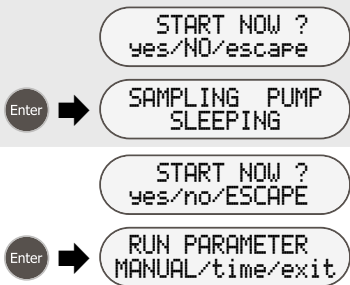 START NOW ?
yes/NO/escape
Enter
SAMPLING PUMP
SLEEPING
START NOW ?
yes/no/ESCAPE
Enter
RUN PARAMETER
MANUAL/time/exit